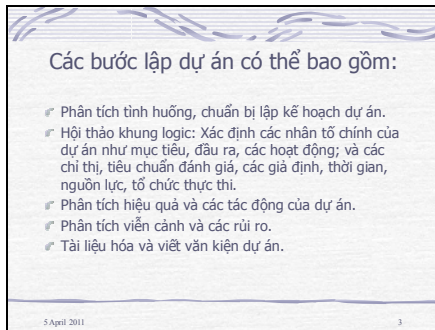 Các bước lập dự án có thể bao gồm:
Phân tích tình huống, chuẩn bị lập kế hoạch dự án.
Hội thảo khung logic: Xác định các nhân tố chính của
dự án như mục tiêu, đầu ra, các hoạt động; và các
chỉ thị, tiêu chuẩn đánh giá, các giả định, thời gian,
nguồn lực, tổ chức thực thi.
Phân tích hiệu quả và các tác động của dự án.
Phân tích viễn cảnh và các rủi ro.
Tài liệu hóa và viết văn kiện dự án.
5 April 2011 3